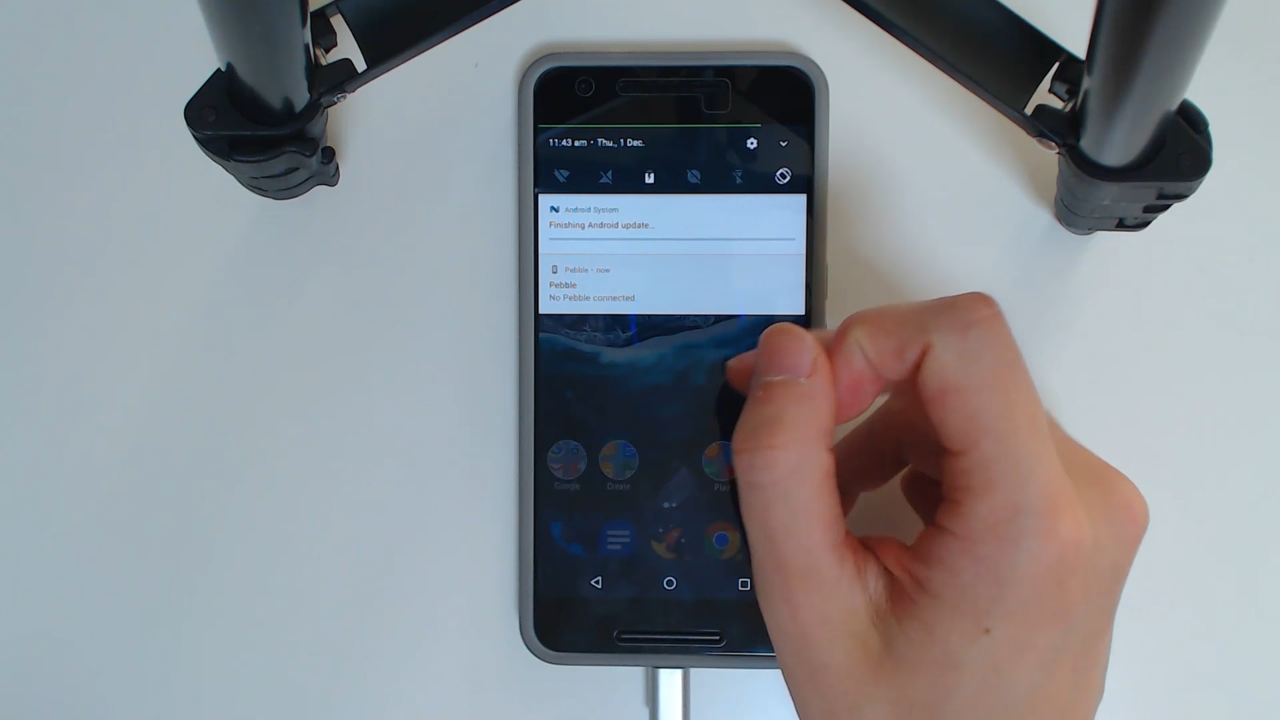 11:43 am • Thu., 1 Dec.
Android System
Finishing Android update...
Pebble • now
Pebble
No Pebble connected.
Google
Create
Play